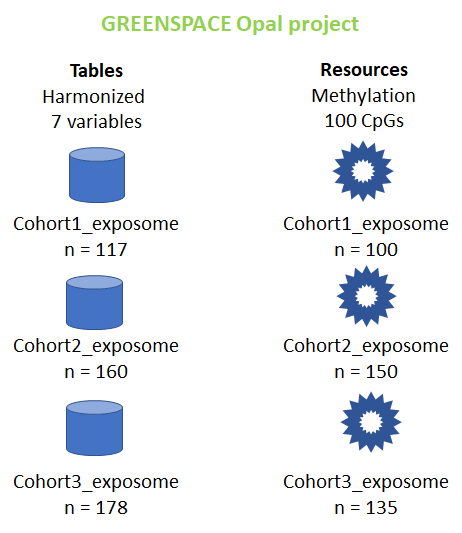 GREENSPACE Opal project
Tables
Harmonized
7 variables
Cohort1_exposome
n = 117
Cohort2_exposome
n = 160
Cohort3_exposome
n = 178
Resources
Methylation
100 CpGs
Cohort1_exposome
n = 100
Cohort2_exposome
n = 150
Cohort3_exposome
n = 135